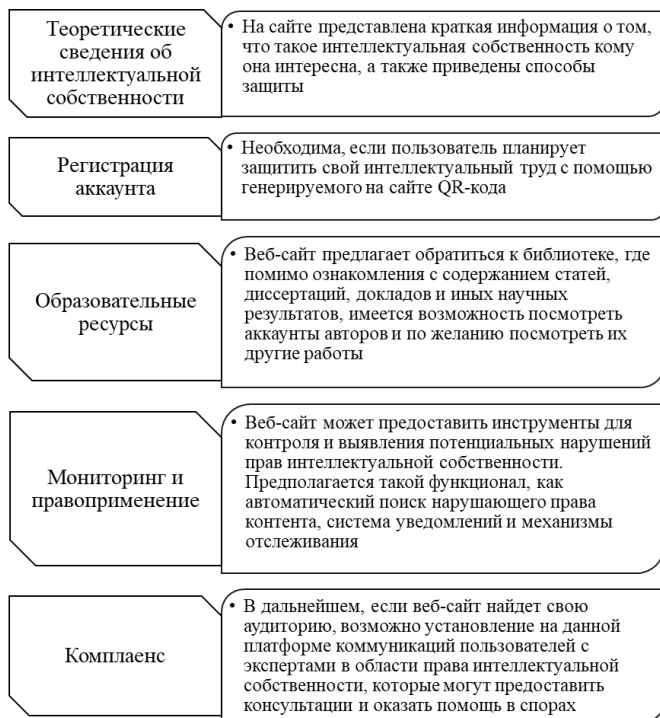 Теоретические
сведения об
интеллектуальной
собственности
• На сайте представлена краткая информация о том,
что такое интеллектуальная собственность кому
она интересна, а также приведены способы
защиты
Регистрация
аккаунта
• Необходима, если пользователь планирует
защитить свой интеллектуальный труд с помощью
генерируемого на сайте QR-кода
Образовательные
ресурсы
• Веб-сайт предлагает обратиться к библиотеке, где
помимо ознакомления с содержанием статей,
диссертаций, докладов и иных научных
результатов, имеется возможность посмотреть
аккаунты авторов и по желанию посмотреть их
другие работы
Мониторинг и
правоприменение
• Веб-сайт может предоставить инструменты для
контроля и выявления потенциальных нарушений
прав интеллектуальной собственности.
Предполагается такой функционал, как
автоматический поиск нарушающего права
контента, система уведомлений и механизмы
отслеживания
Комплаенс
• В дальнейшем, если веб-сайт найдет свою
аудиторию, возможно установление на данной
платформе коммуникаций пользователей с
экспертами в области права интеллектуальной
собственности, которые могут предоставить
консультации и оказать помощь в спорах